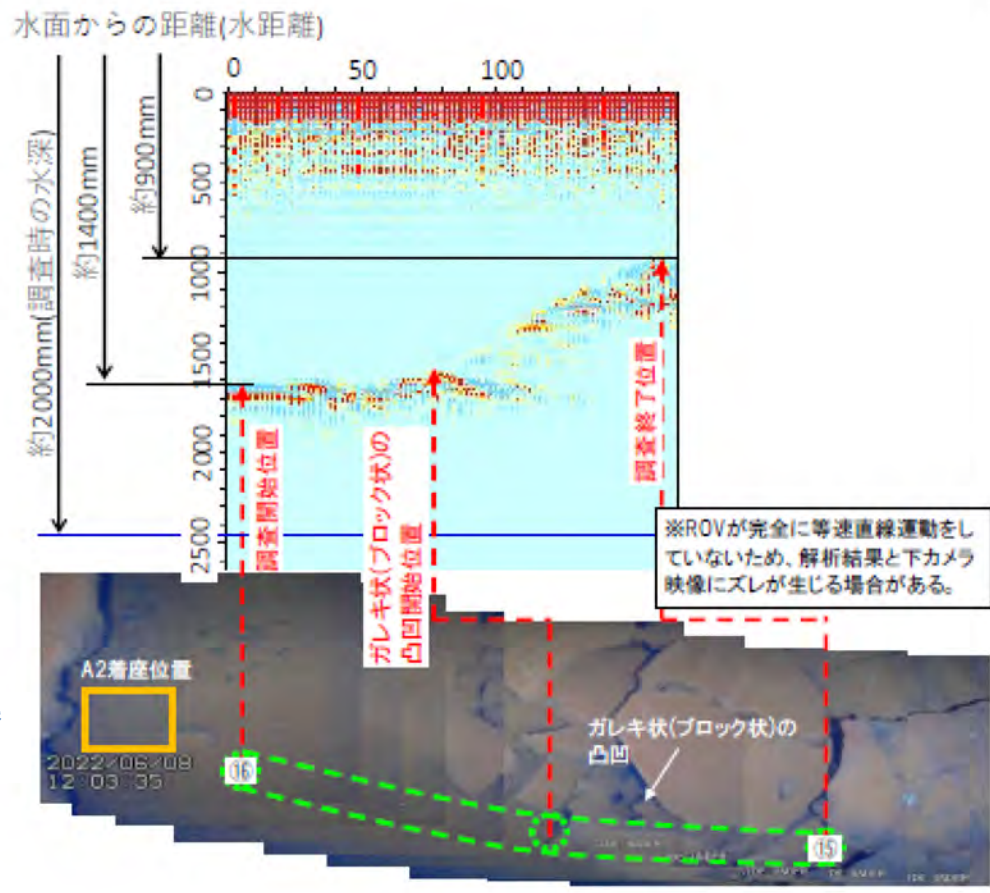 水面からの距離(水距離)
0 50 100
0
500
1000
1500
2000
2500
約900mm
約1400mm
約2000mm(調査時の水深)
調査開始位置
ガレキ状(ブロック状)の
凸凹開始位置
調査終了位置
※ROVが完全に等速直線運動をし
ていないため、解析結果と下カメラ
映像にズレが生じる場合がある。
A2着座位置
2022/06/08
12 03 35
ガレキ状(ブロック状)の
凸凹
⑯
⑮